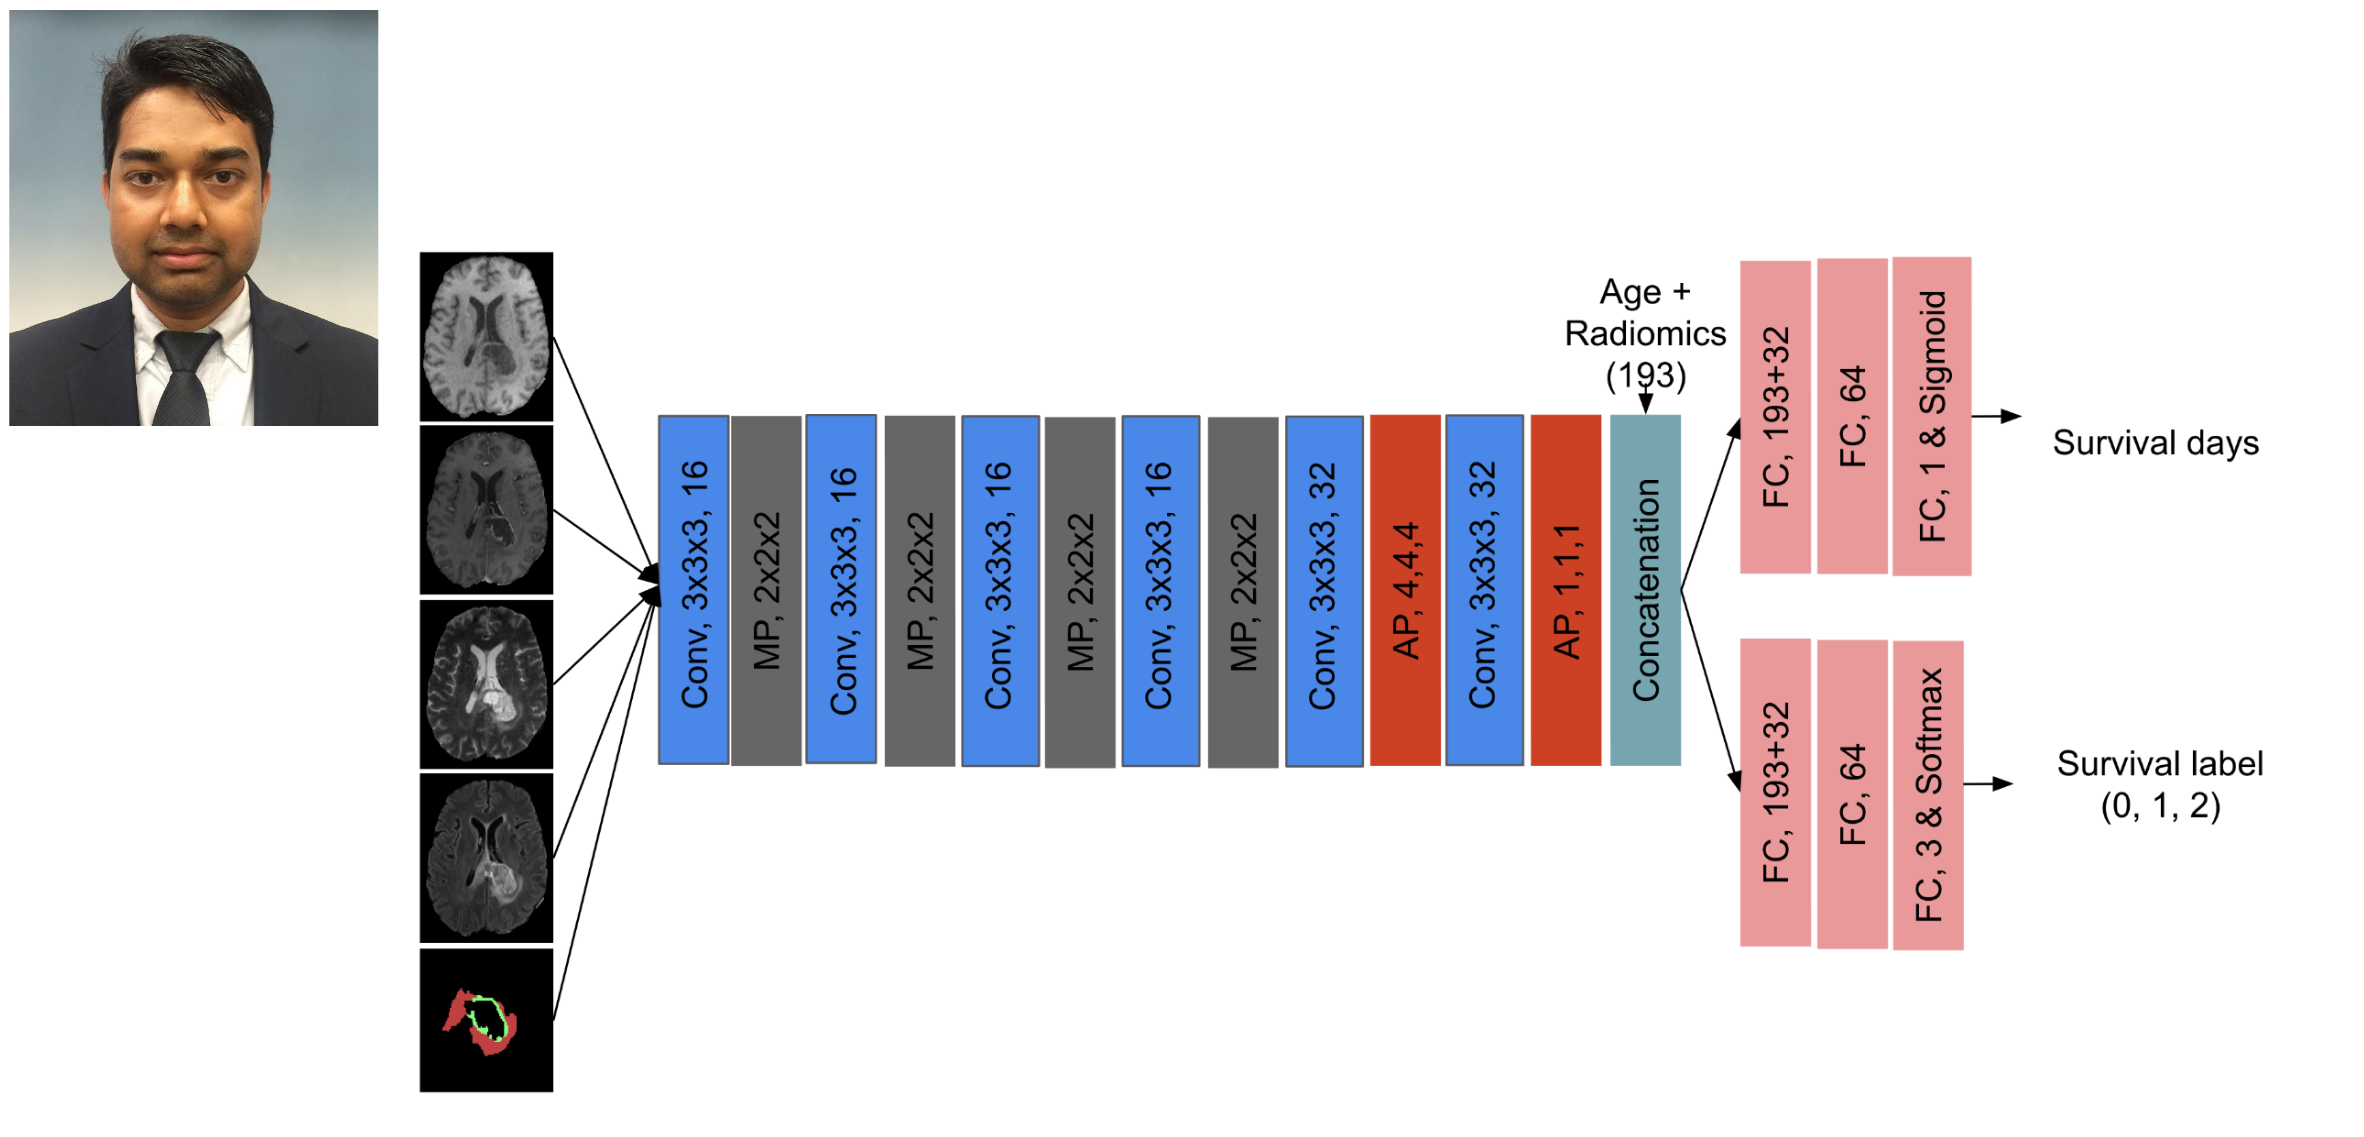 Conv, 3x3x3, 16
MP, 2x2x2
Conv, 3x3x3, 16
MP, 2x2x2
Conv, 3x3x3, 16
MP, 2x2x2
Conv, 3x3x3, 16
MP, 2x2x2
Conv, 3x3x3, 32
AP, 4,4,4
Conv, 3x3x3, 32
AP, 1,1,1
Age +
Radiomics
(193)
Concatenation
FC, 193+32
FC, 64
FC, 1 & Sigmoid
Survival days
FC, 193+32
FC, 64
FC, 3 & Softmax
Survival label
(0, 1, 2)